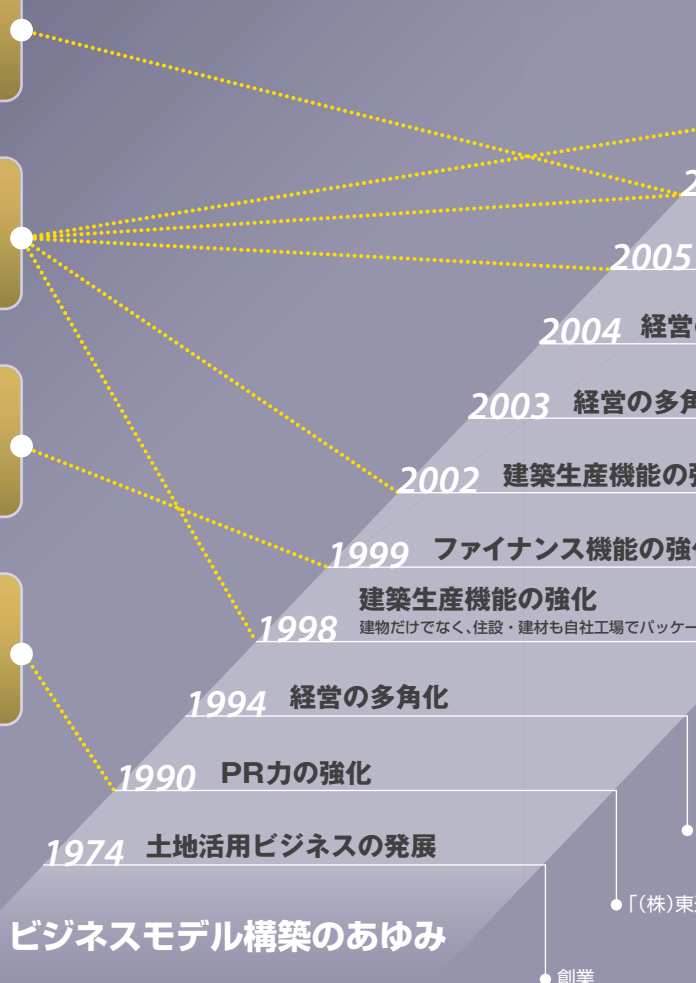 2
2005
2004 経営
2003 経営の多角
2002 建築生産機能の
1999 ファイナンス機能の強
建築生産機能の強化
1998 建物だけでなく、住設・建材も自社工場でパッケー
1994 経営の多角化
1990 PR力の強化
1974 土地活用ビジネスの発展
「(株)東
ビジネスモデル構築のあゆみ
創業